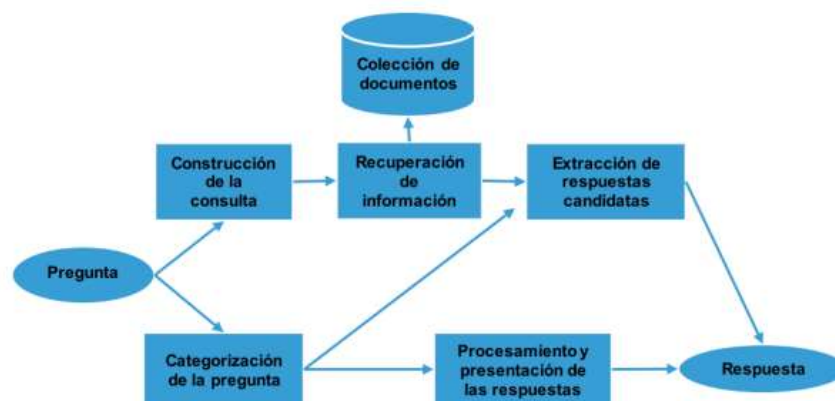 Colección de
documentos
Construcción
de la
consulta
Recuperación
de
información
Extracción de
respuestas
candidatas
Pregunta
Categorización
de la pregunta
Procesamiento y
presentación de
las respuestas
Respuesta